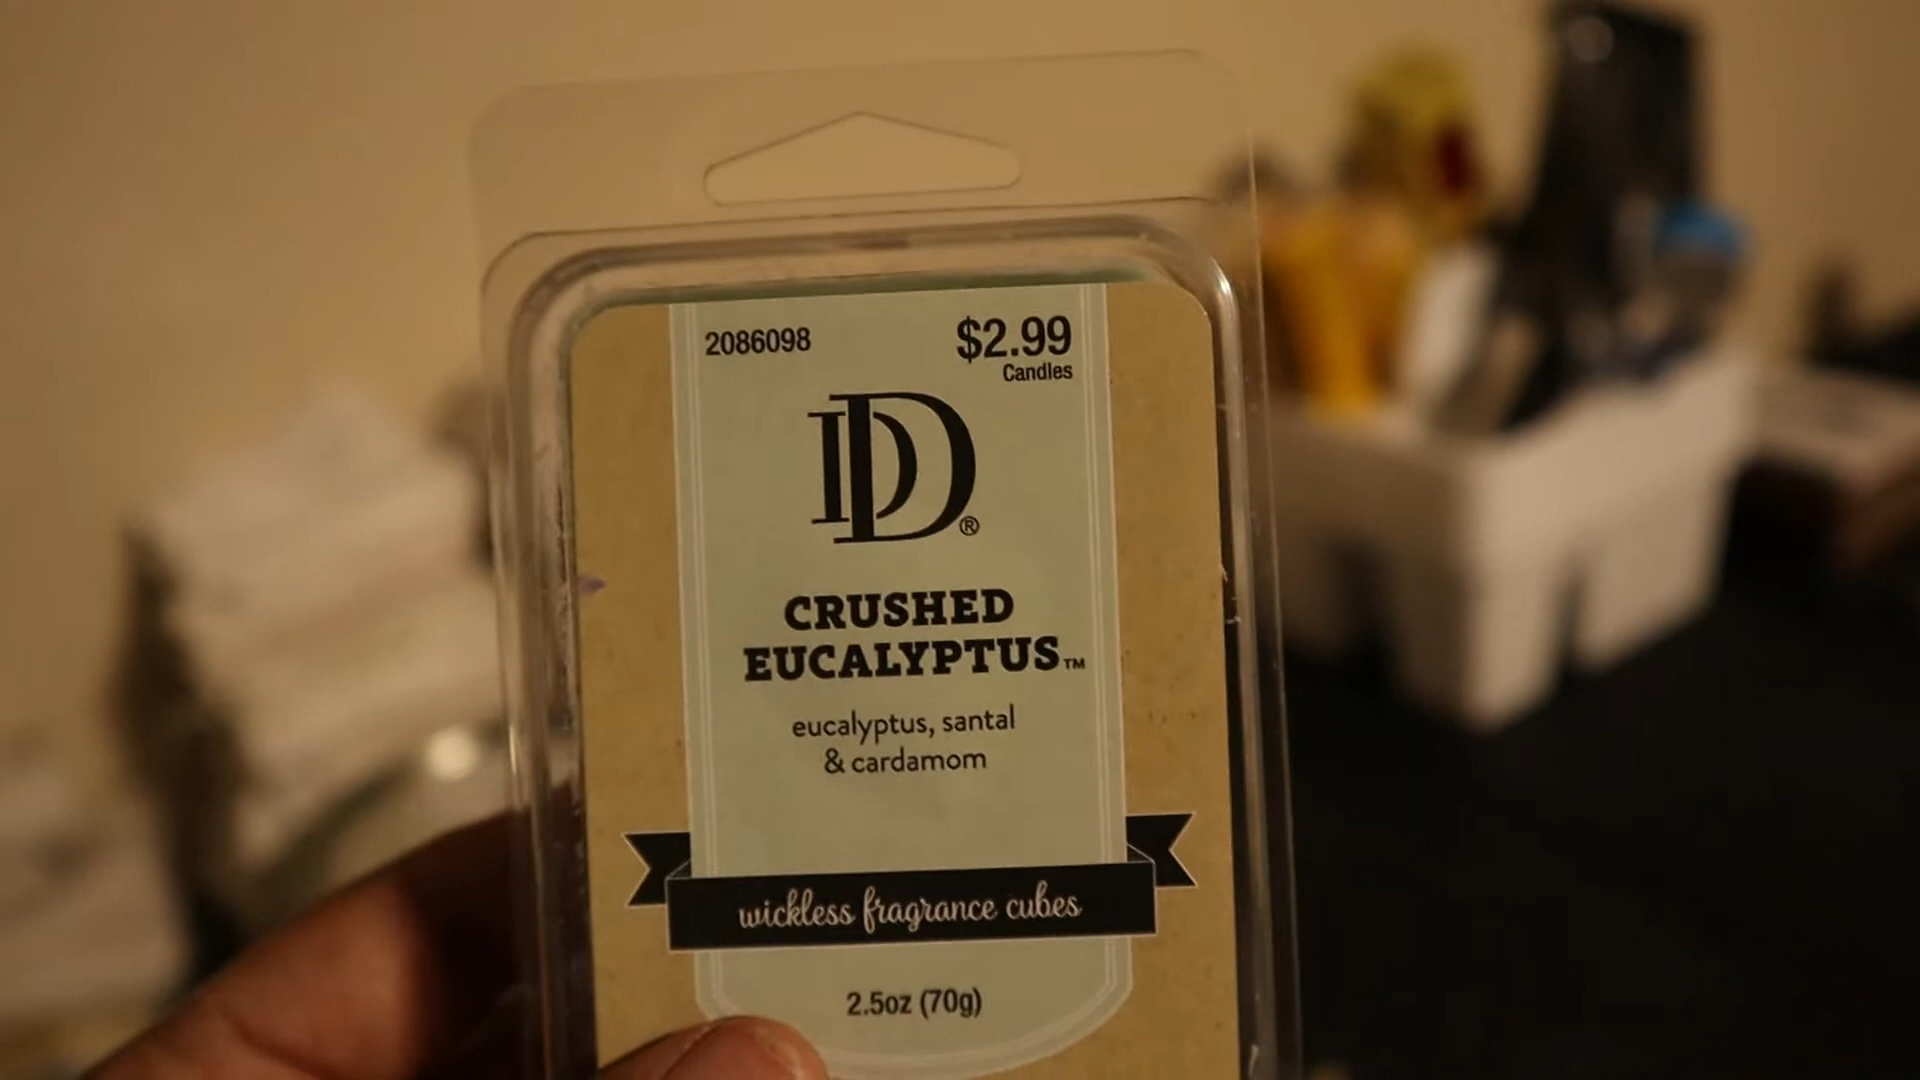 2086098 $2.99
Candles
DD®
CRUSHED
EUCALYPTUS™
eucalyptus, santal
& cardamom
wickless fragrance cubes
2.5oz (70g)